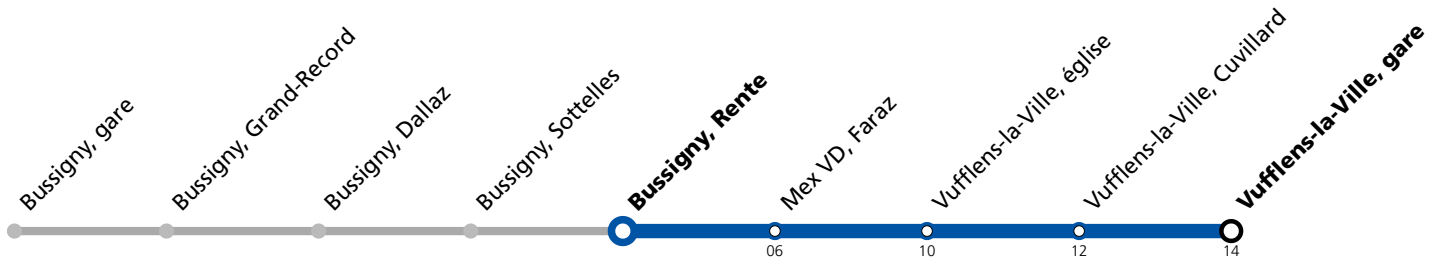 Bussigny, gare
Bussigny, Grand-Record
Bussigny, Dallaz
Bussigny, Sottelles
Bussigny, Rente
Mex VD, Faraz
Vufflens-la-Ville, église
Vufflens-la-Ville, Cuvillard
Vufflens-la-Ville, gare
06
10
12
14